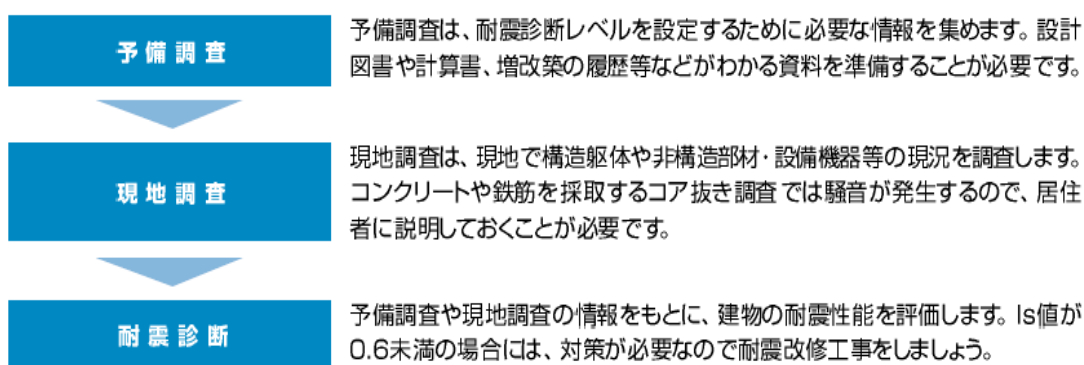 予備調査
予備調査は、耐震診断レベルを設定するために必要な情報を集めます。設計
図書や計算書、増改築の履歴等などがわかる資料を準備することが必要です。
現地調査
現地調査は、現地で構造躯体や非構造部材・設備機器等の現況を調査します。
コンクリートや鉄筋を採取するコア抜き調査では騒音が発生するので、居住
者に説明しておくことが必要です。
耐震診断
予備調査や現地調査の情報をもとに、建物の耐震性能を評価します。Is値が
0.6未満の場合には、対策が必要なので耐震改修工事をしましょう。